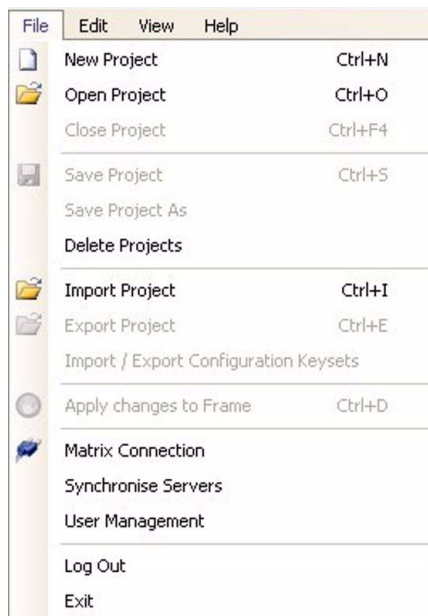 File Edit View Help
New Project Ctrl+N
Open Project Ctrl+O
Close Project Ctrl+F4
Save Project Ctrl+S
Save Project As
Delete Projects
Import Project Ctrl+I
Export Project Ctrl+E
Import / Export Configuration Keysets
Apply changes to Frame Ctrl+D
Matrix Connection
Synchronise Servers
User Management
Log Out
Exit